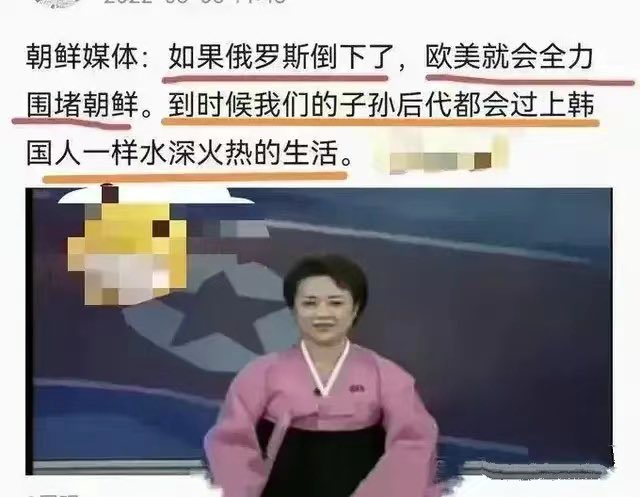 朝鲜媒体：如果俄罗斯倒下了，欧美就会全力
围堵朝鲜。到时候我们的子孙后代都会过上韩
国人一样水深火热的生活。